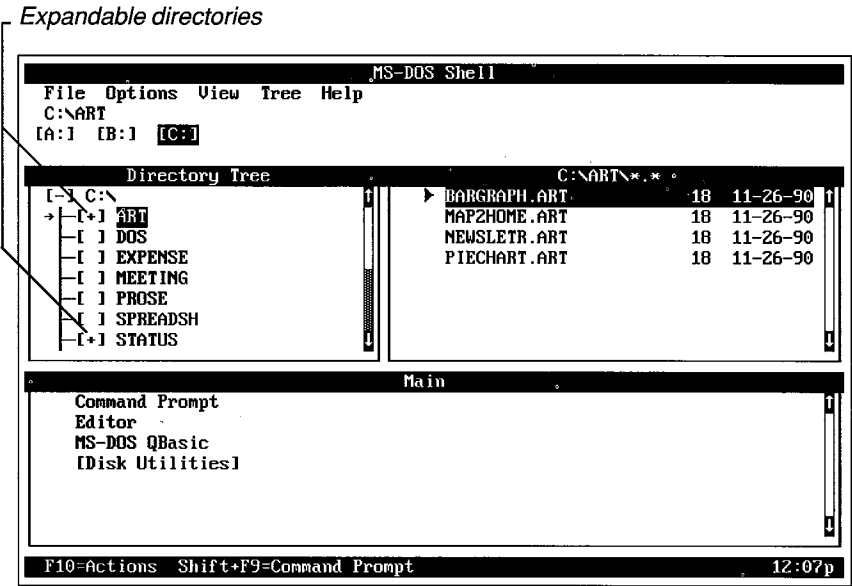 Expandable directories
MS-DOS Shell
File Options View Tree Help
C:\ART
[A:] [B:] [C:]
Directory Tree
[-] C:\
[+] ART
[ ] DOS
[ ] EXPENSE
[ ] MEETING
[ ] PROSE
[ ] SPREADSH
[+] STATUS
C:\ART\*.*
BARGRAPH.ART 18 11-26-90
MAP2HOME.ART 18 11-26-90
NEWSLETR.ART 18 11-26-90
PIECHART.ART 18 11-26-90
Main
Command Prompt
Editor
MS-DOS QBasic
[Disk Utilities]
F10=Actions Shift+F9=Command Prompt 12:07p